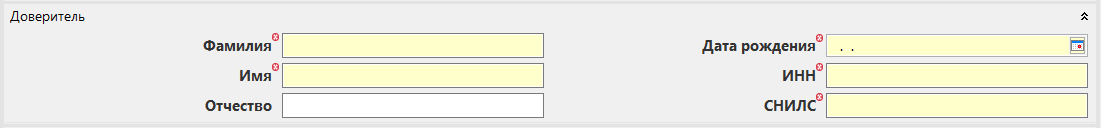 Доверитель
Фамилия
Дата рождения
. .
Имя
ИНН
Отчество
СНИЛС